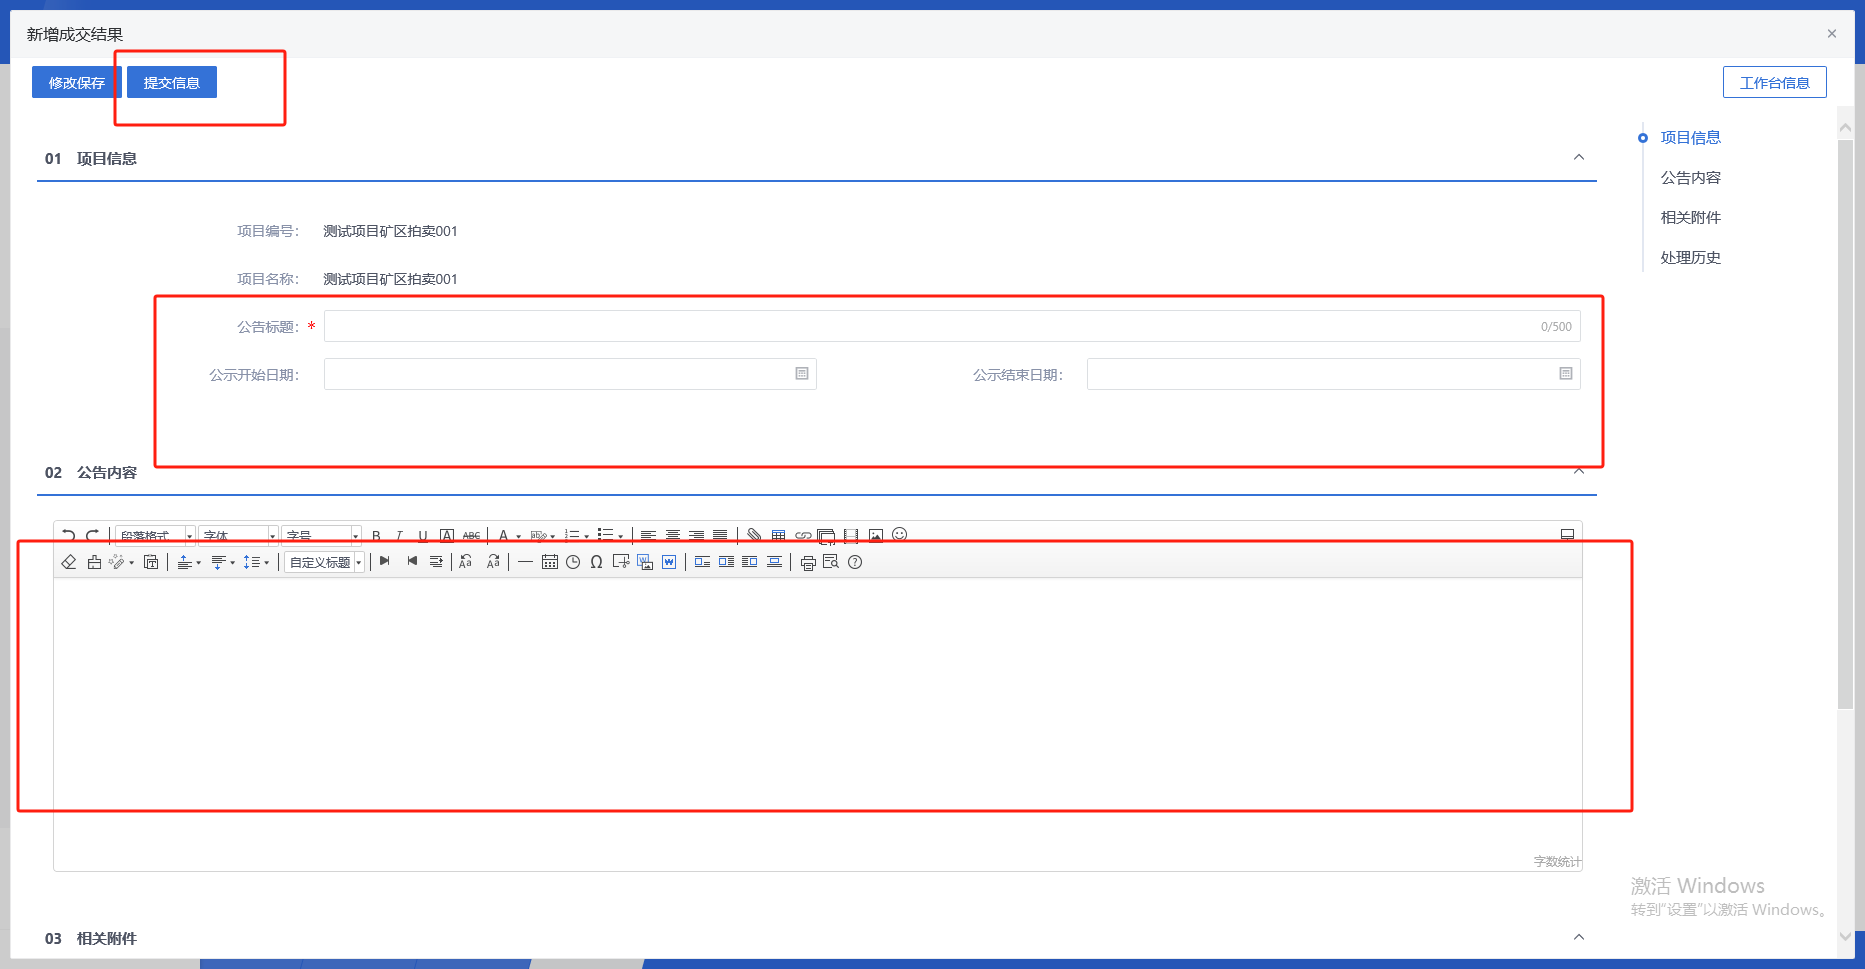 新增成交结果
修改保存 提交信息 工作台信息
01 项目信息
项目编号： 测试项目矿区拍卖001
项目名称： 测试项目矿区拍卖001
公告标题：* 0/500
公示开始日期： 公示结束日期：
项目信息
公告内容
相关附件
处理历史
02 公告内容
段落格式 字体 字号 B I U A ABC A
自定义标题
字数统计
03 相关附件
激活 Windows
转到"设置"以激活 Windows。